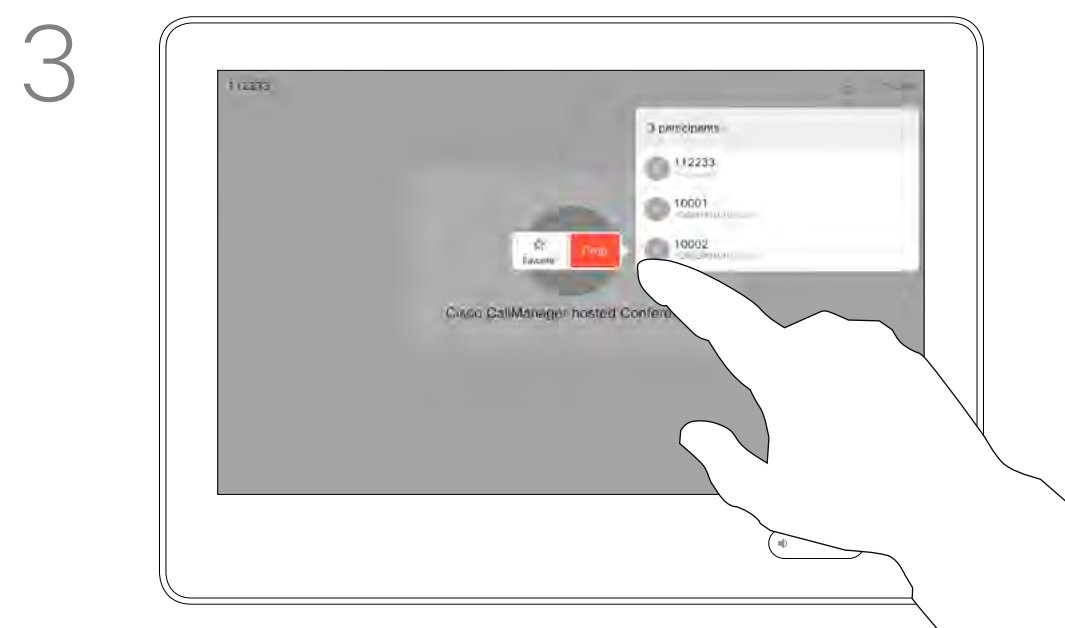 3
112233
3 participants
112233
10001
10002
Favorite
Drop
Cisco CallManager hosted Confere